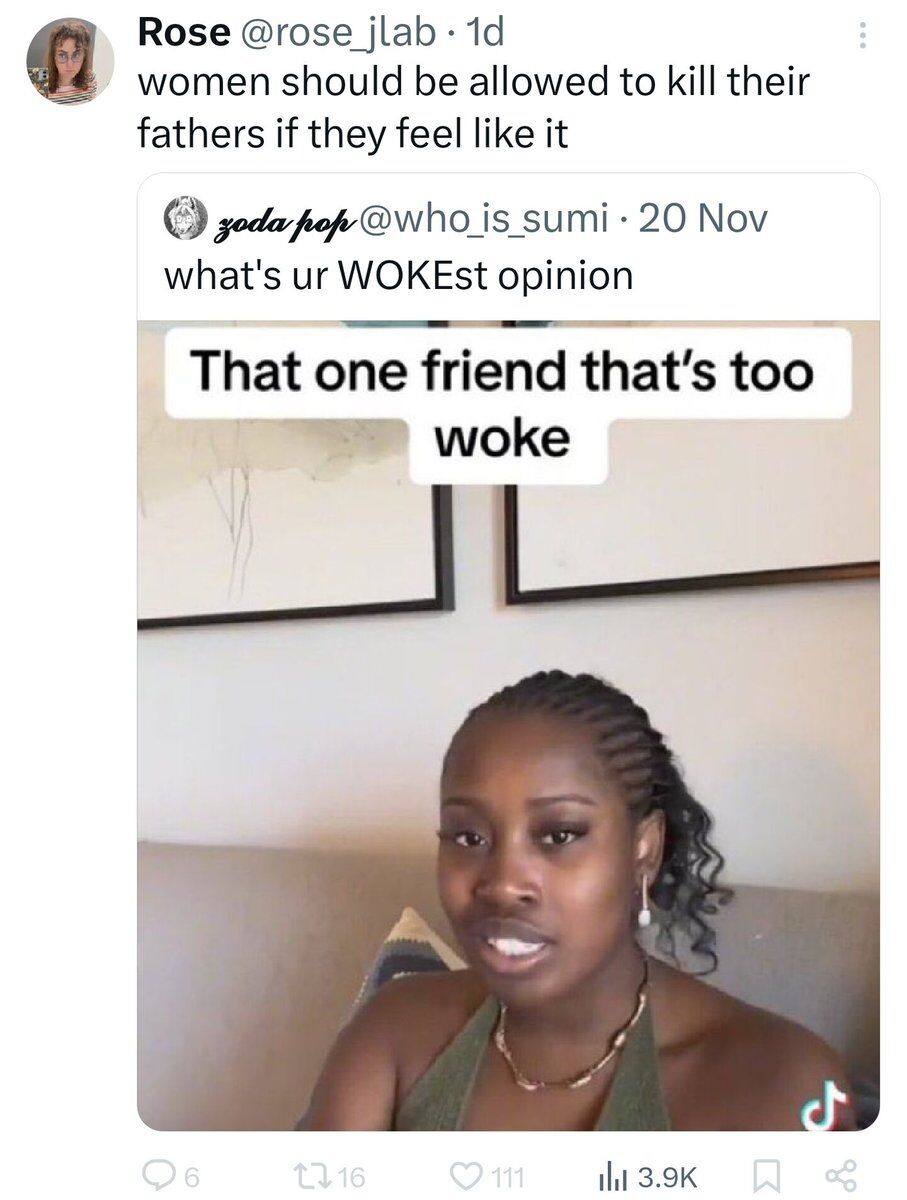 Rose @rose_jlab · 1d
women should be allowed to kill their
fathers if they feel like it
zoda pop @who_is_sumi · 20 Nov
what's ur WOKEst opinion
That one friend that's too
woke
6 16 111 3.9K